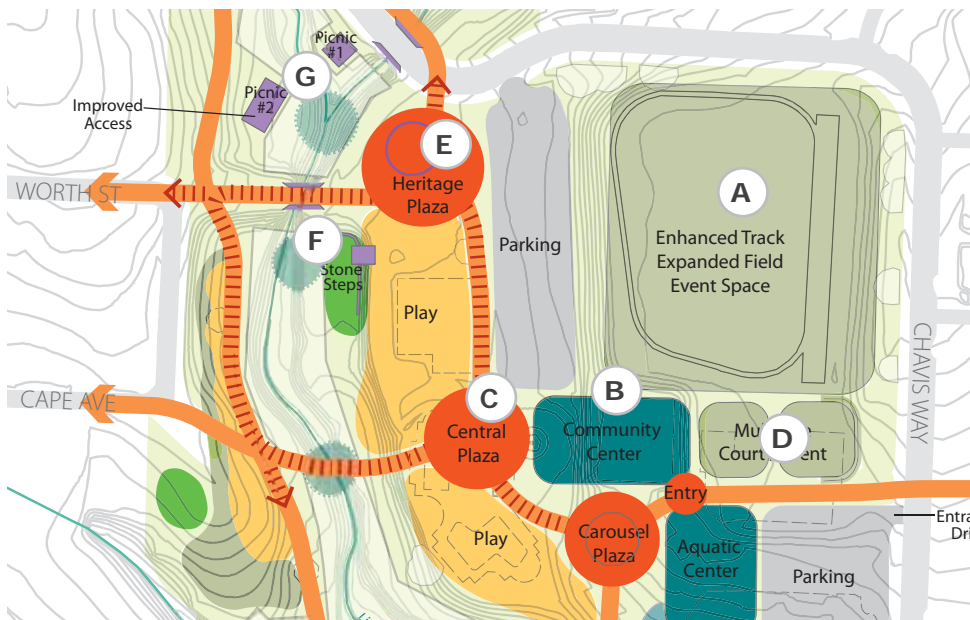 Picnic
#1
G
Picnic
#2
Improved
Access
E
Heritage
Plaza
WORTH ST
A
Enhanced Track
Expanded Field
Event Space
Parking
F
Stone
Steps
Play
CHAVIS WAY
CAPE AVE
B
C
Community
Center
Central
Plaza
D
Court
Entry
Carousel
Plaza
Play
Aquatic
Center
Parking